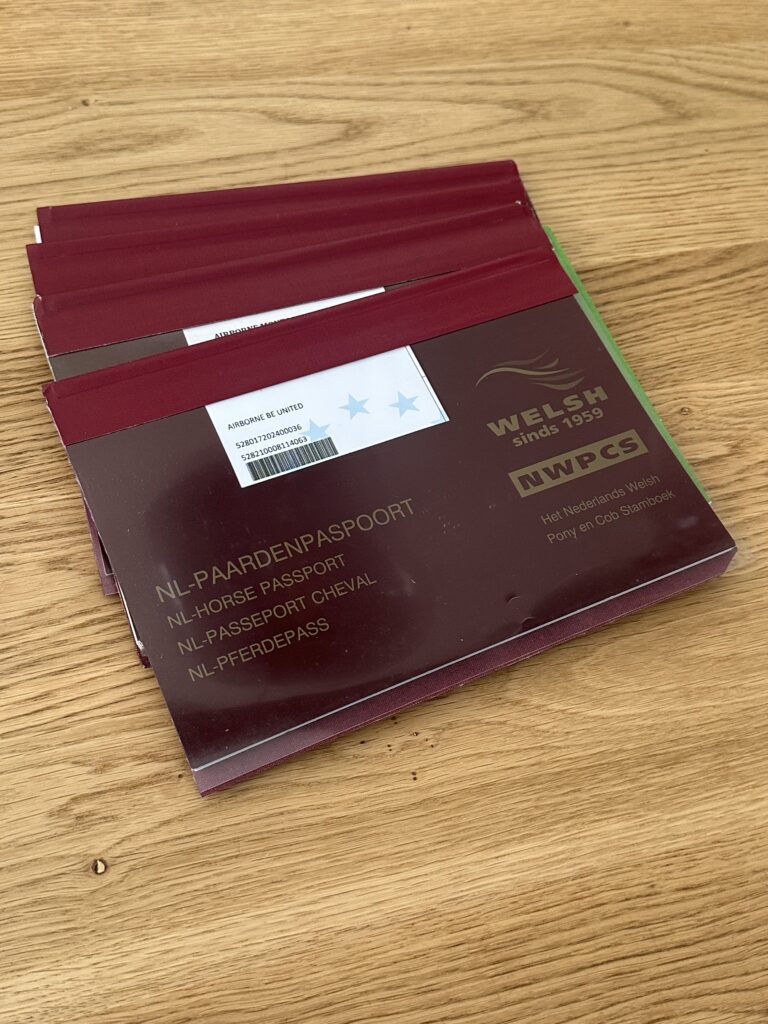 AIRBORNE
AIRBORNE BE UNITED
528017202400036
528210008114063
WELSH
sinds 1959
NWPCS
Het Nederlands Welsh
Pony en Cob Stamboek
NL-PAARDENPASPOORT
NL-HORSE PASSPORT
NL-PASSEPORT CHEVAL
NL-PFERDEPASS